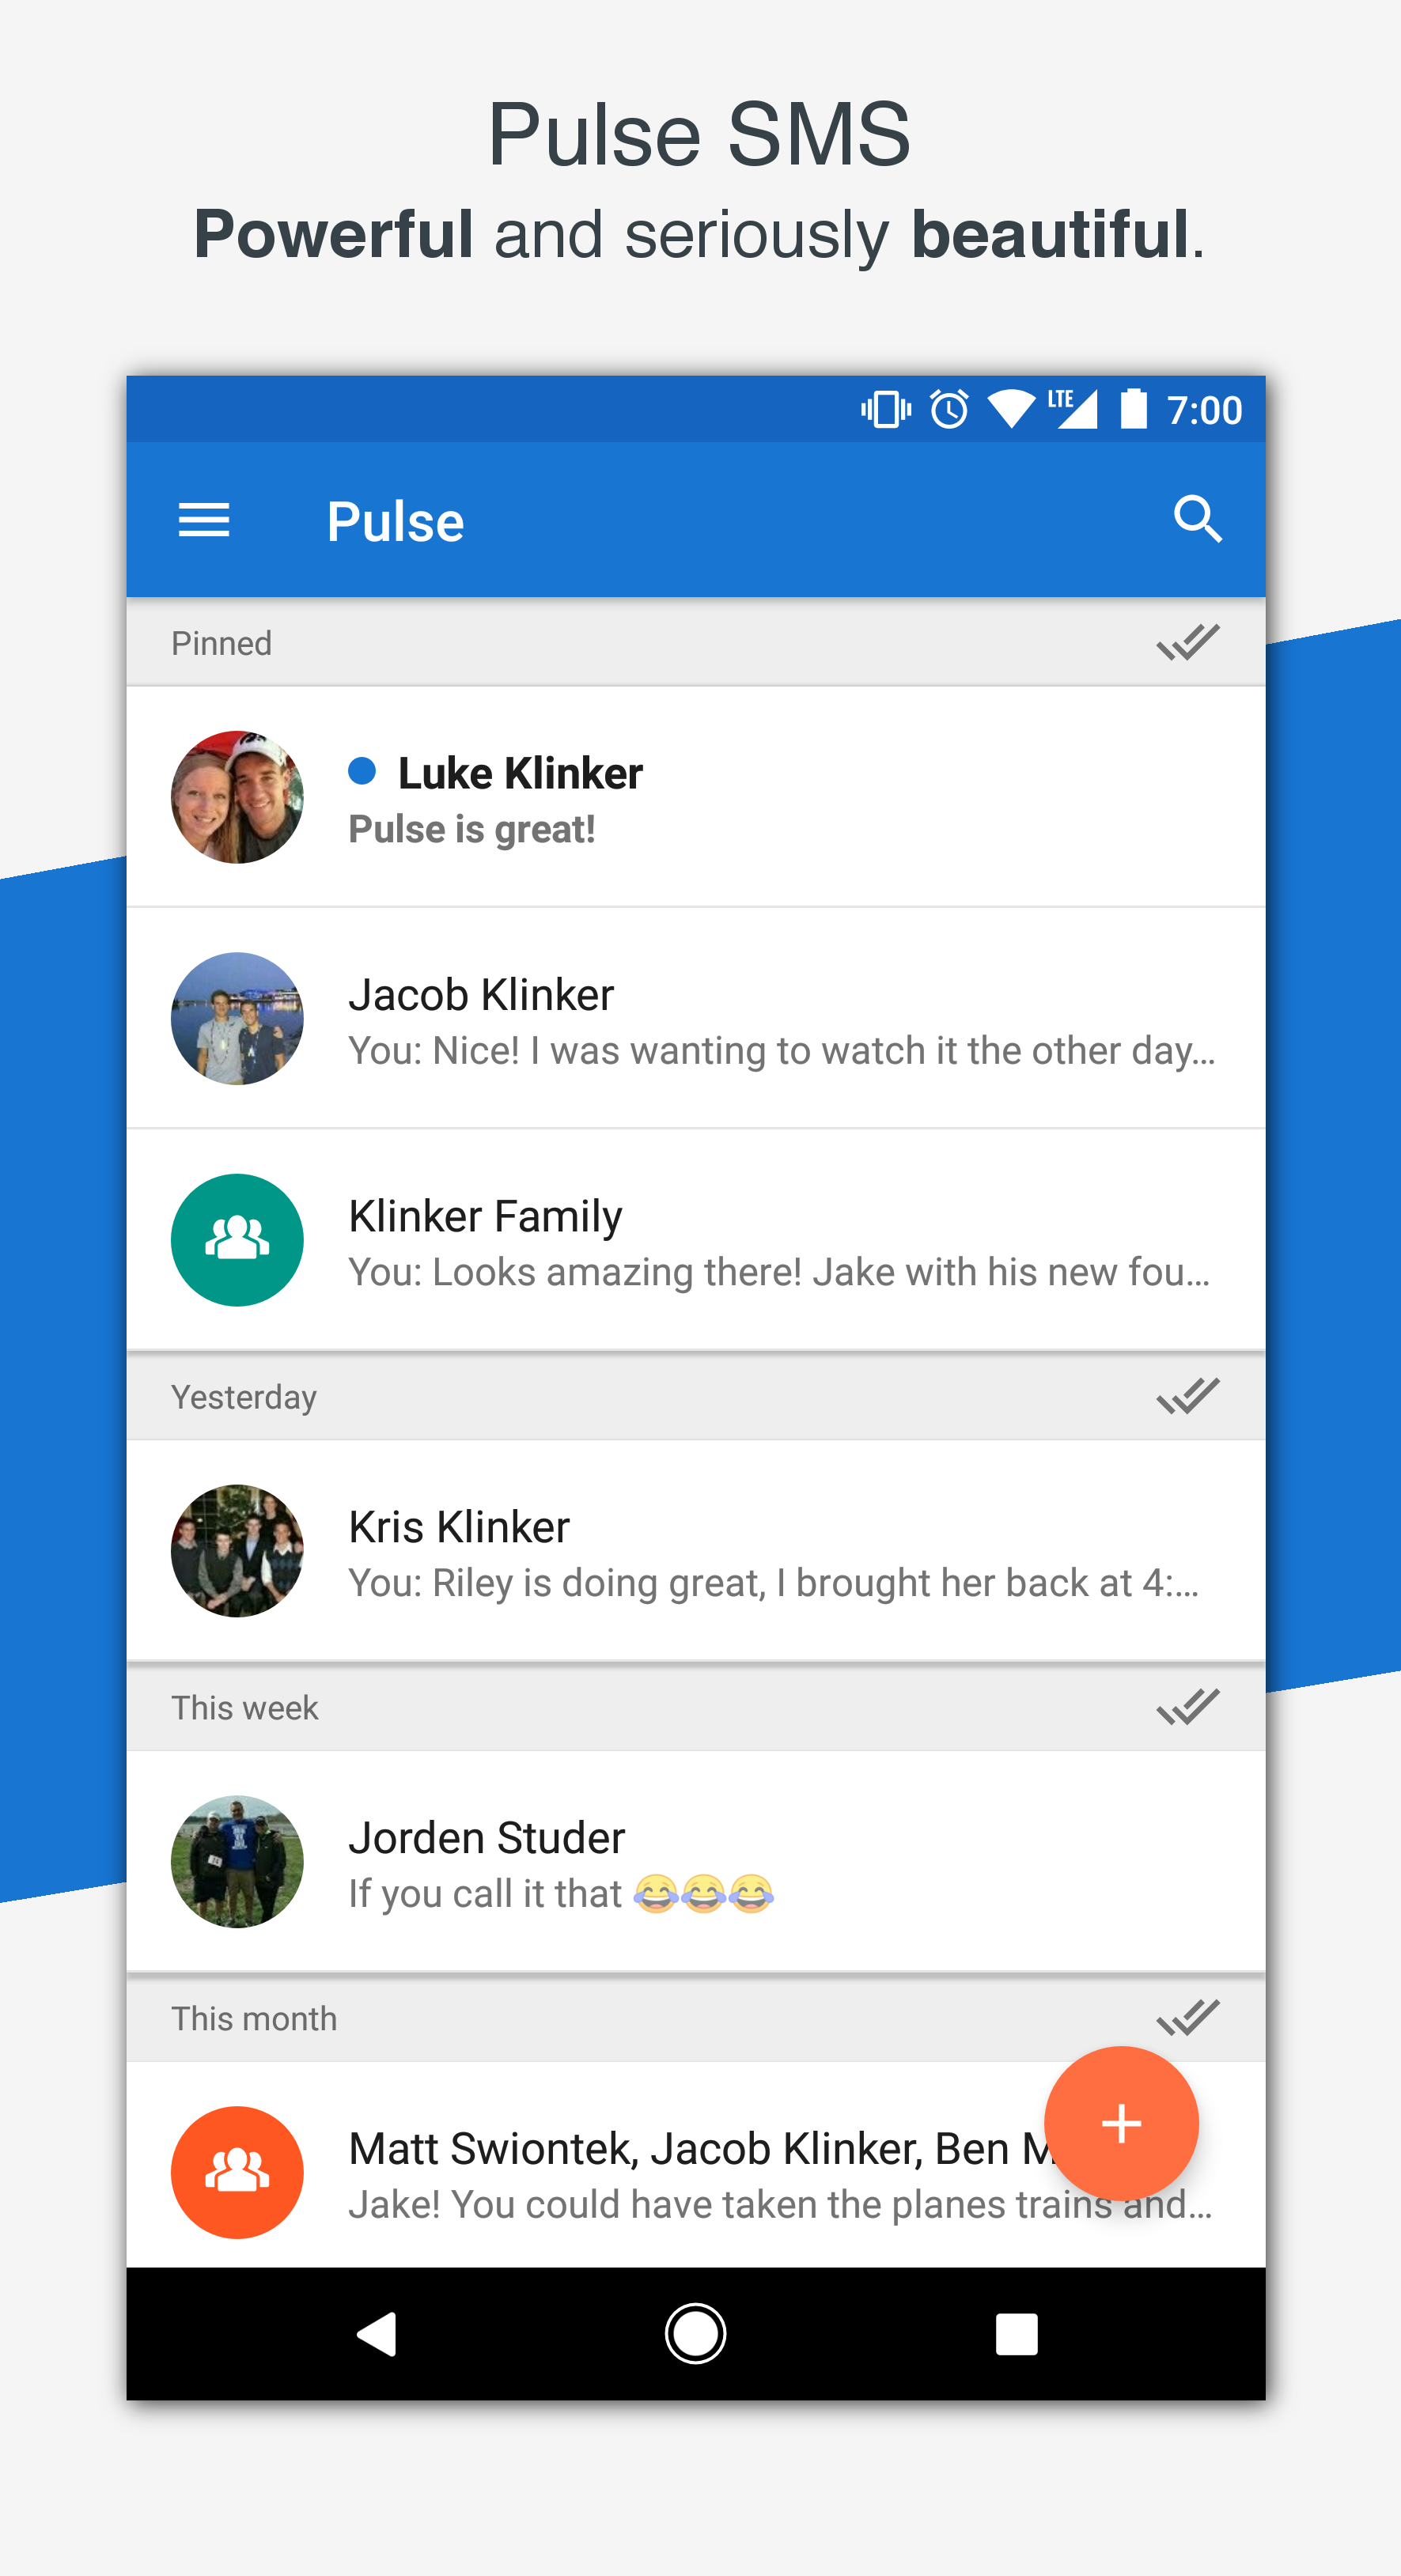 Pulse SMS
Powerful and seriously beautiful.
LTE 7:00
Pulse
Pinned
Luke Klinker
Pulse is great!
Jacob Klinker
You: Nice! I was wanting to watch it the other day...
Klinker Family
You: Looks amazing there! Jake with his new fou...
Yesterday
Kris Klinker
You: Riley is doing great, I brought her back at 4:...
This week
Jorden Studer
If you call it that 😂😂😂
This month
Matt Swiontek, Jacob Klinker, Ben
Jake! You could have taken the planes trains and...